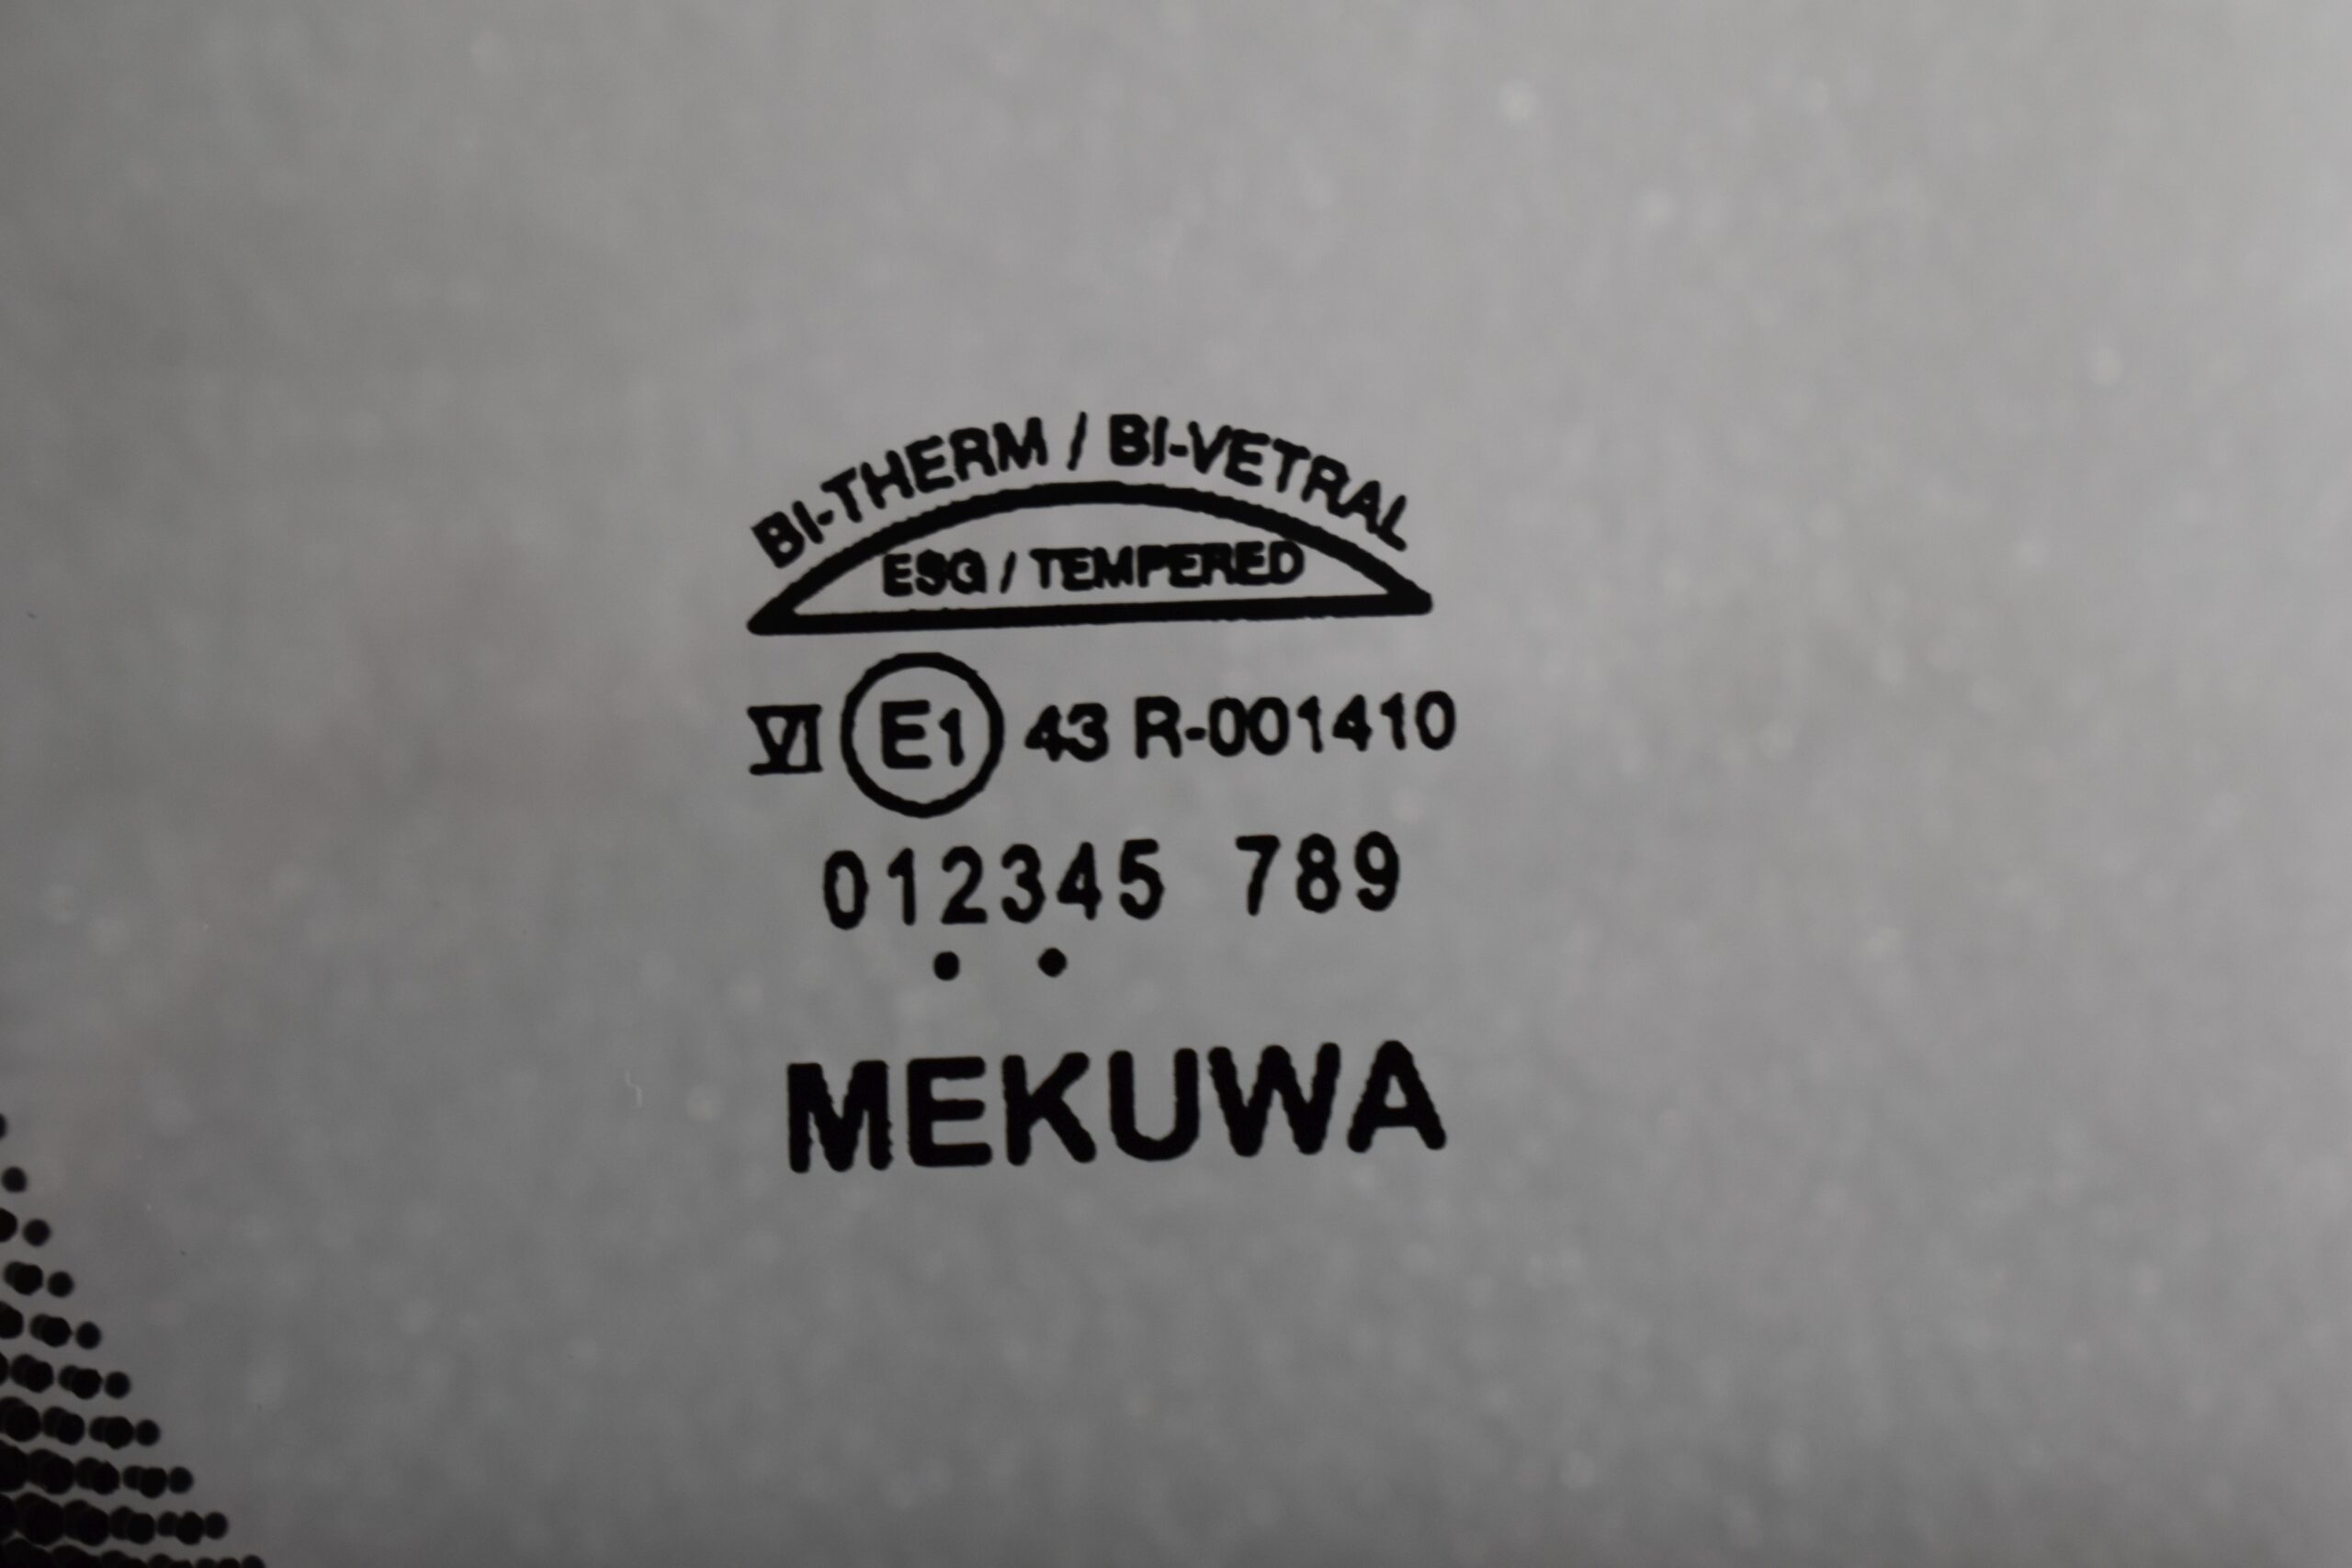 BI-THERM / BI-VETRAL
ESG / TEMPERED
VI E1 43 R-001410
012345 789
. .
MEKUWA